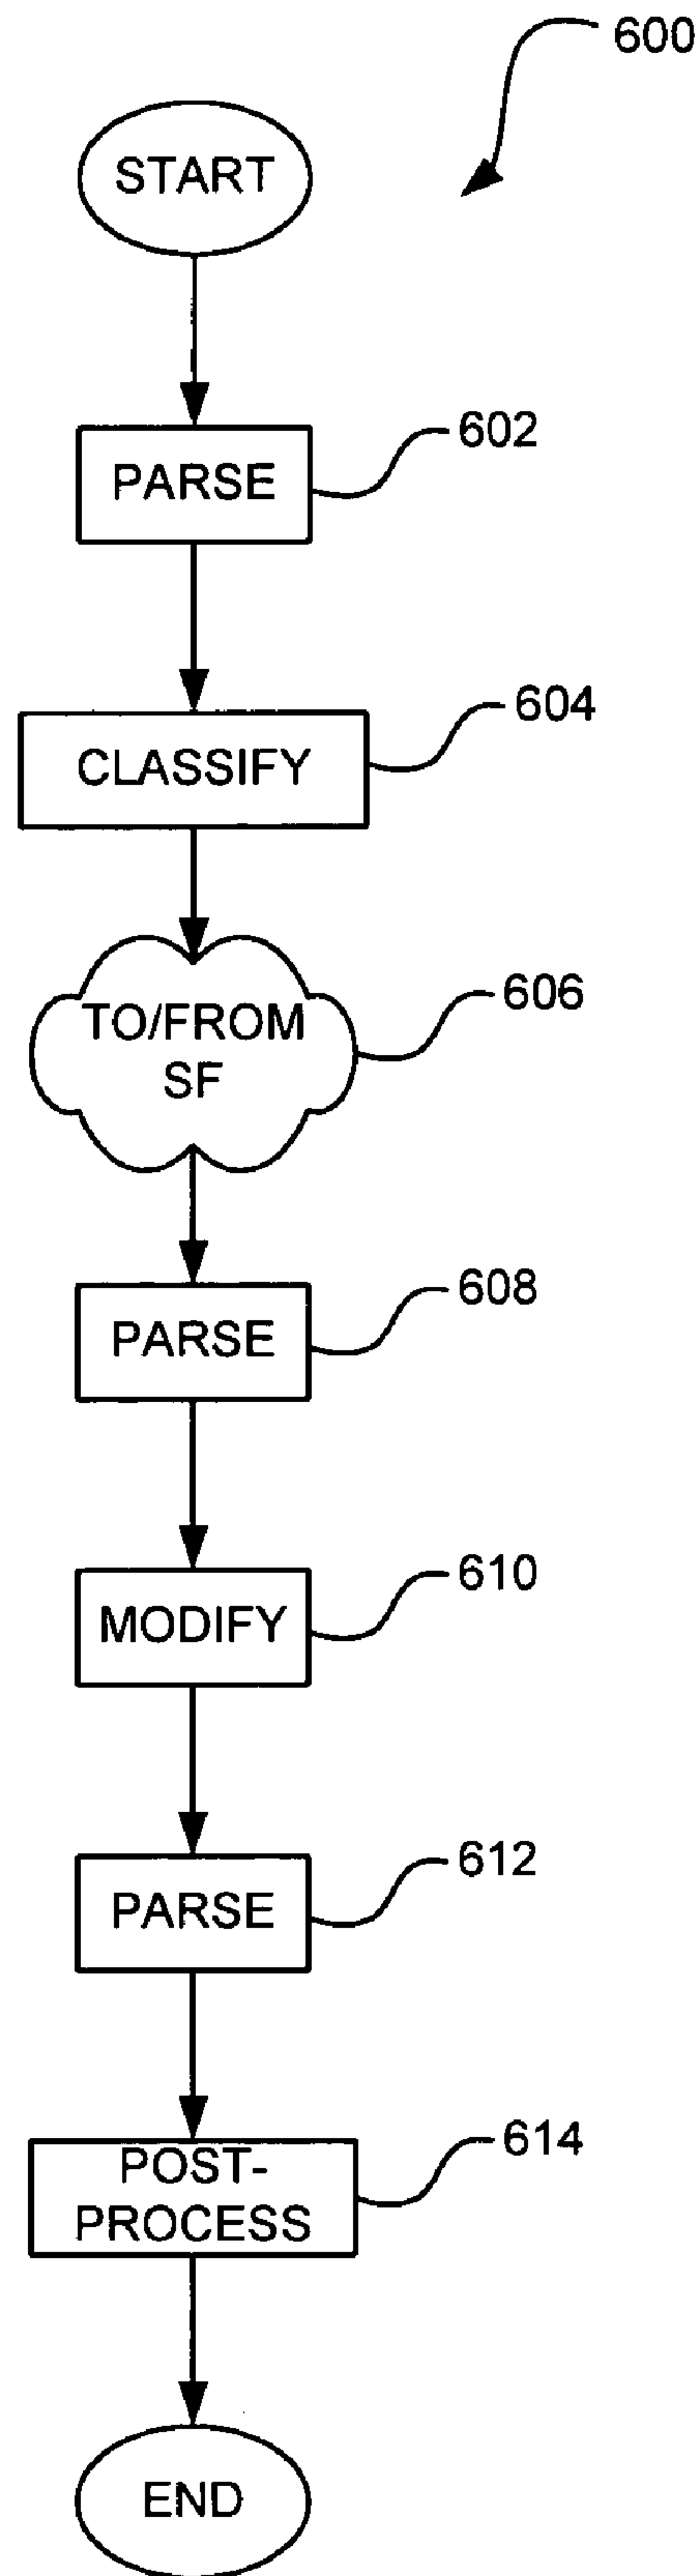 600
START
602
PARSE
604
CLASSIFY
606
TO/FROM
SF
608
PARSE
610
MODIFY
612
PARSE
614
POST-
PROCESS
END